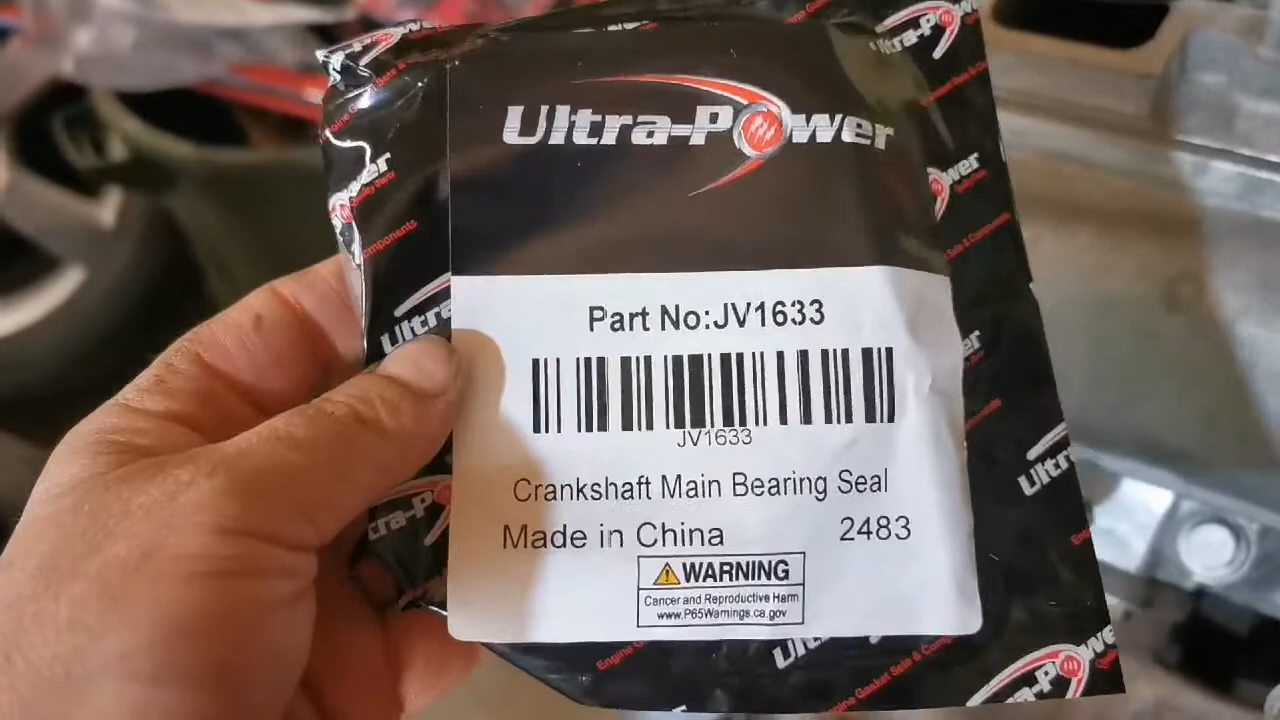 Ultra-Power
Part No:JV1633
JV1633
Crankshaft Main Bearing Seal
Made in China 2483
WARNING
Cancer and Reproductive Harm
www.P65Warnings.ca.gov